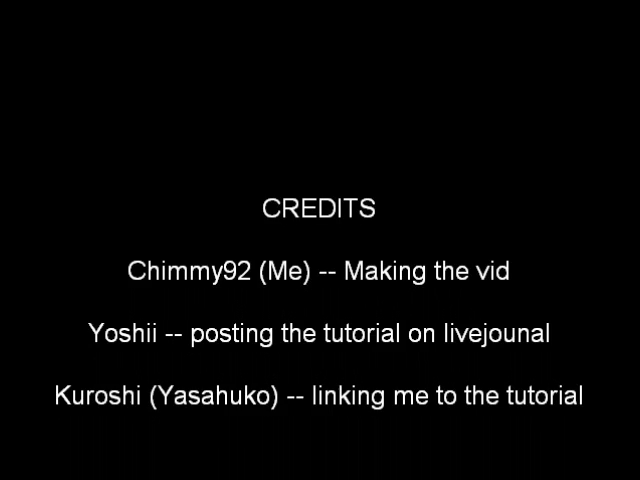 CREDITS
Chimmy92 (Me) -- Making the vid
Yoshii -- posting the tutorial on livejounal
Kuroshi (Yasahuko) -- linking me to the tutorial